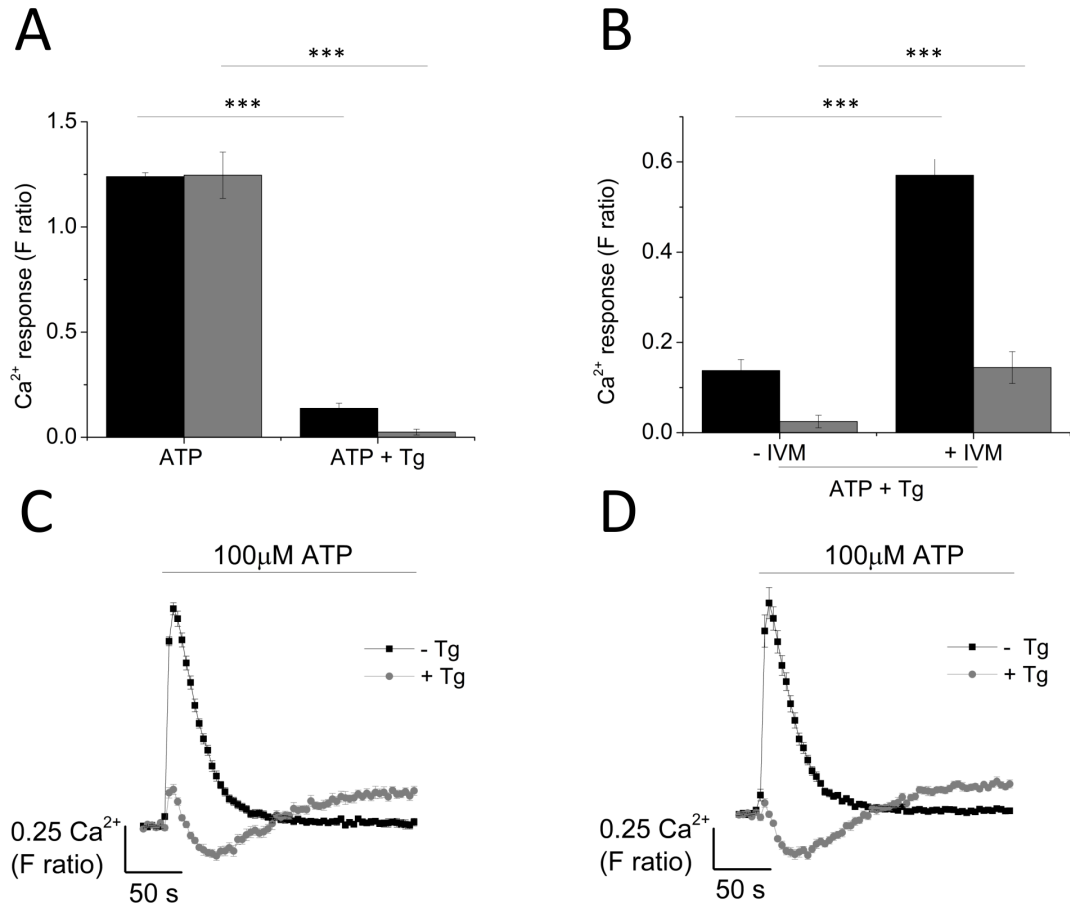 A
***
***
Ca²⁺ response (F ratio)
1.5
1.0
0.5
0.0
ATP
ATP + Tg
B
***
***
Ca²⁺ response (F ratio)
0.6
0.4
0.2
0.0
- IVM
+ IVM
ATP + Tg
C
100μM ATP
- Tg
+ Tg
0.25 Ca²⁺
(F ratio)
50 s
D
100μM ATP
- Tg
+ Tg
0.25 Ca²⁺
(F ratio)
50 s